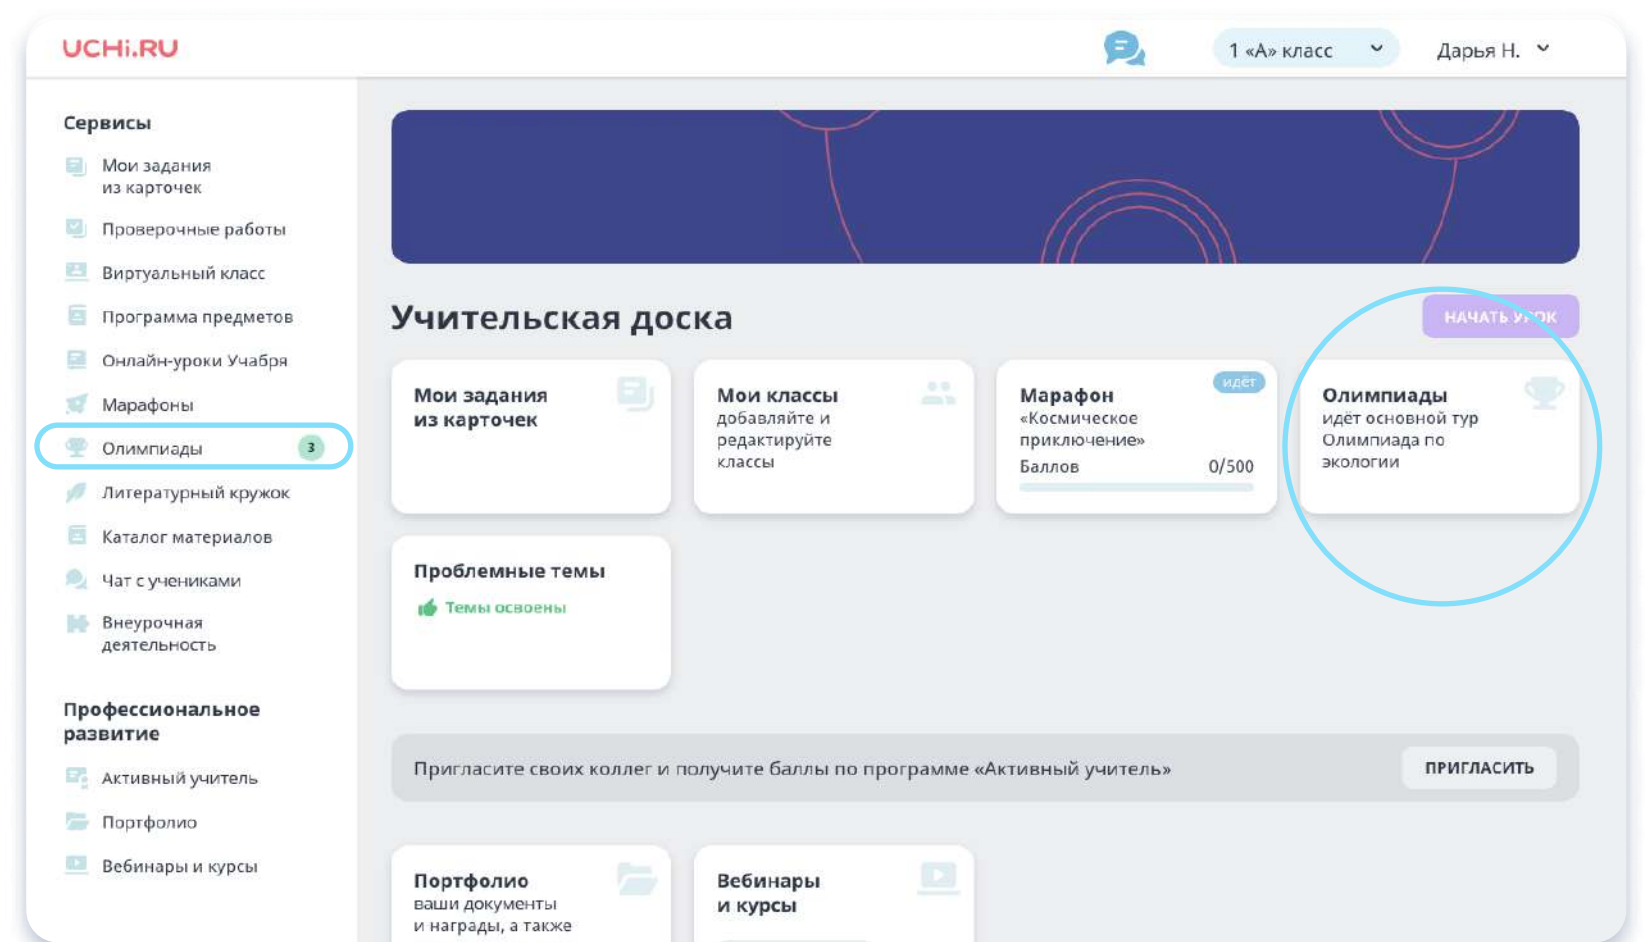 UCHi.RU
1 «А» класс
Дарья Н.
Сервисы
Мои задания
из карточек
Проверочные работы
Виртуальный класс
Программа предметов
Онлайн-уроки Учабря
Марафоны
Олимпиады 3
Литературный кружок
Каталог материалов
Чат с учениками
Внеурочная
деятельность
Профессиональное
развитие
Активный учитель
Портфолио
Вебинары и курсы
Учительская доска
НАЧАТЬ УРОК
Мои задания
из карточек
Мои классы
добавляйте и
редактируйте
классы
идёт
Марафон
«Космическое
приключение»
Баллов 0/500
Олимпиады
идёт основной тур
Олимпиада по
экологии
Проблемные темы
Темы освоены
Пригласите своих коллег и получите баллы по программе «Активный учитель»
ПРИГЛАСИТЬ
Портфолио
ваши документы
и награды, а также
Вебинары
и курсы